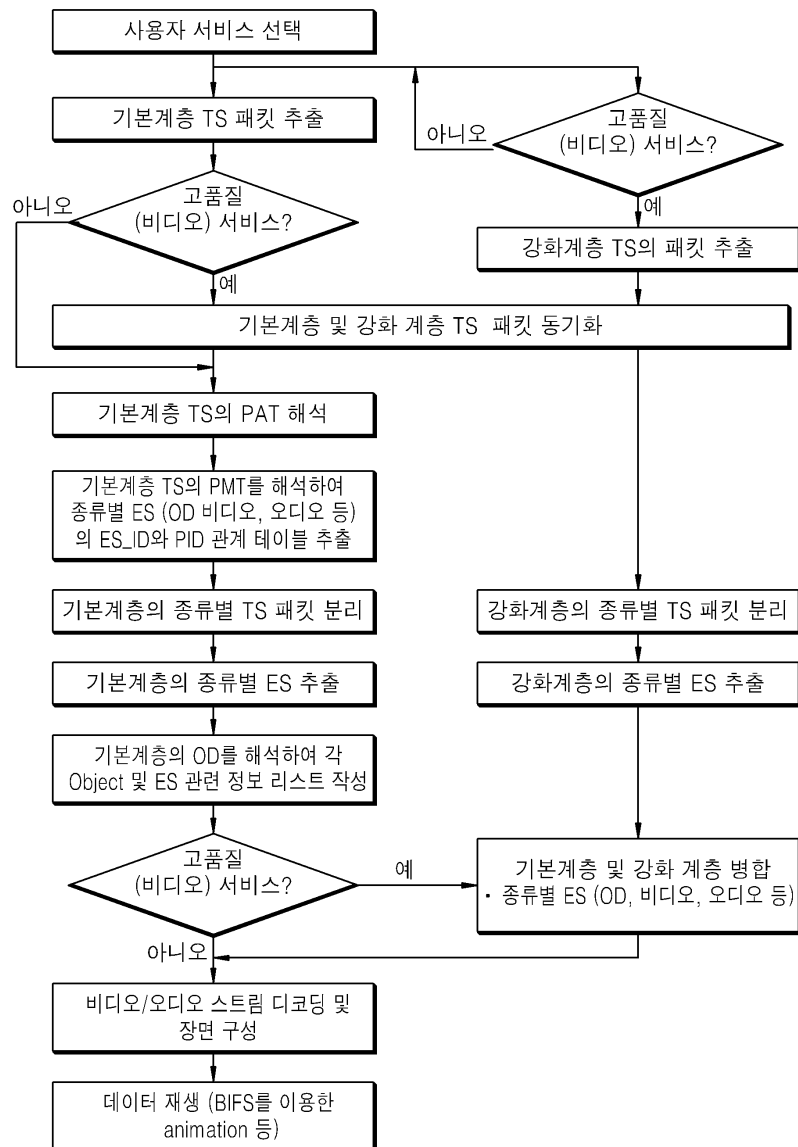 사용자 서비스 선택
기본계층 TS 패킷 추출
아니오
고품질
(비디오) 서비스?
예
강화계층 TS의 패킷 추출
아니오
고품질
(비디오) 서비스?
예
기본계층 및 강화 계층 TS 패킷 동기화
기본계층 TS의 PAT 해석
기본계층 TS의 PMT를 해석하여
종류별 ES (OD 비디오, 오디오 등)
의 ES_ID와 PID 관계 테이블 추출
기본계층의 종류별 TS 패킷 분리
강화계층의 종류별 TS 패킷 분리
기본계층의 종류별 ES 추출
강화계층의 종류별 ES 추출
기본계층의 OD를 해석하여 각
Object 및 ES 관련 정보 리스트 작성
고품질
(비디오) 서비스?
예
기본계층 및 강화 계층 병합
· 종류별 ES (OD, 비디오, 오디오 등)
아니오
비디오/오디오 스트림 디코딩 및
장면 구성
데이터 재생 (BIFS를 이용한
animation 등)